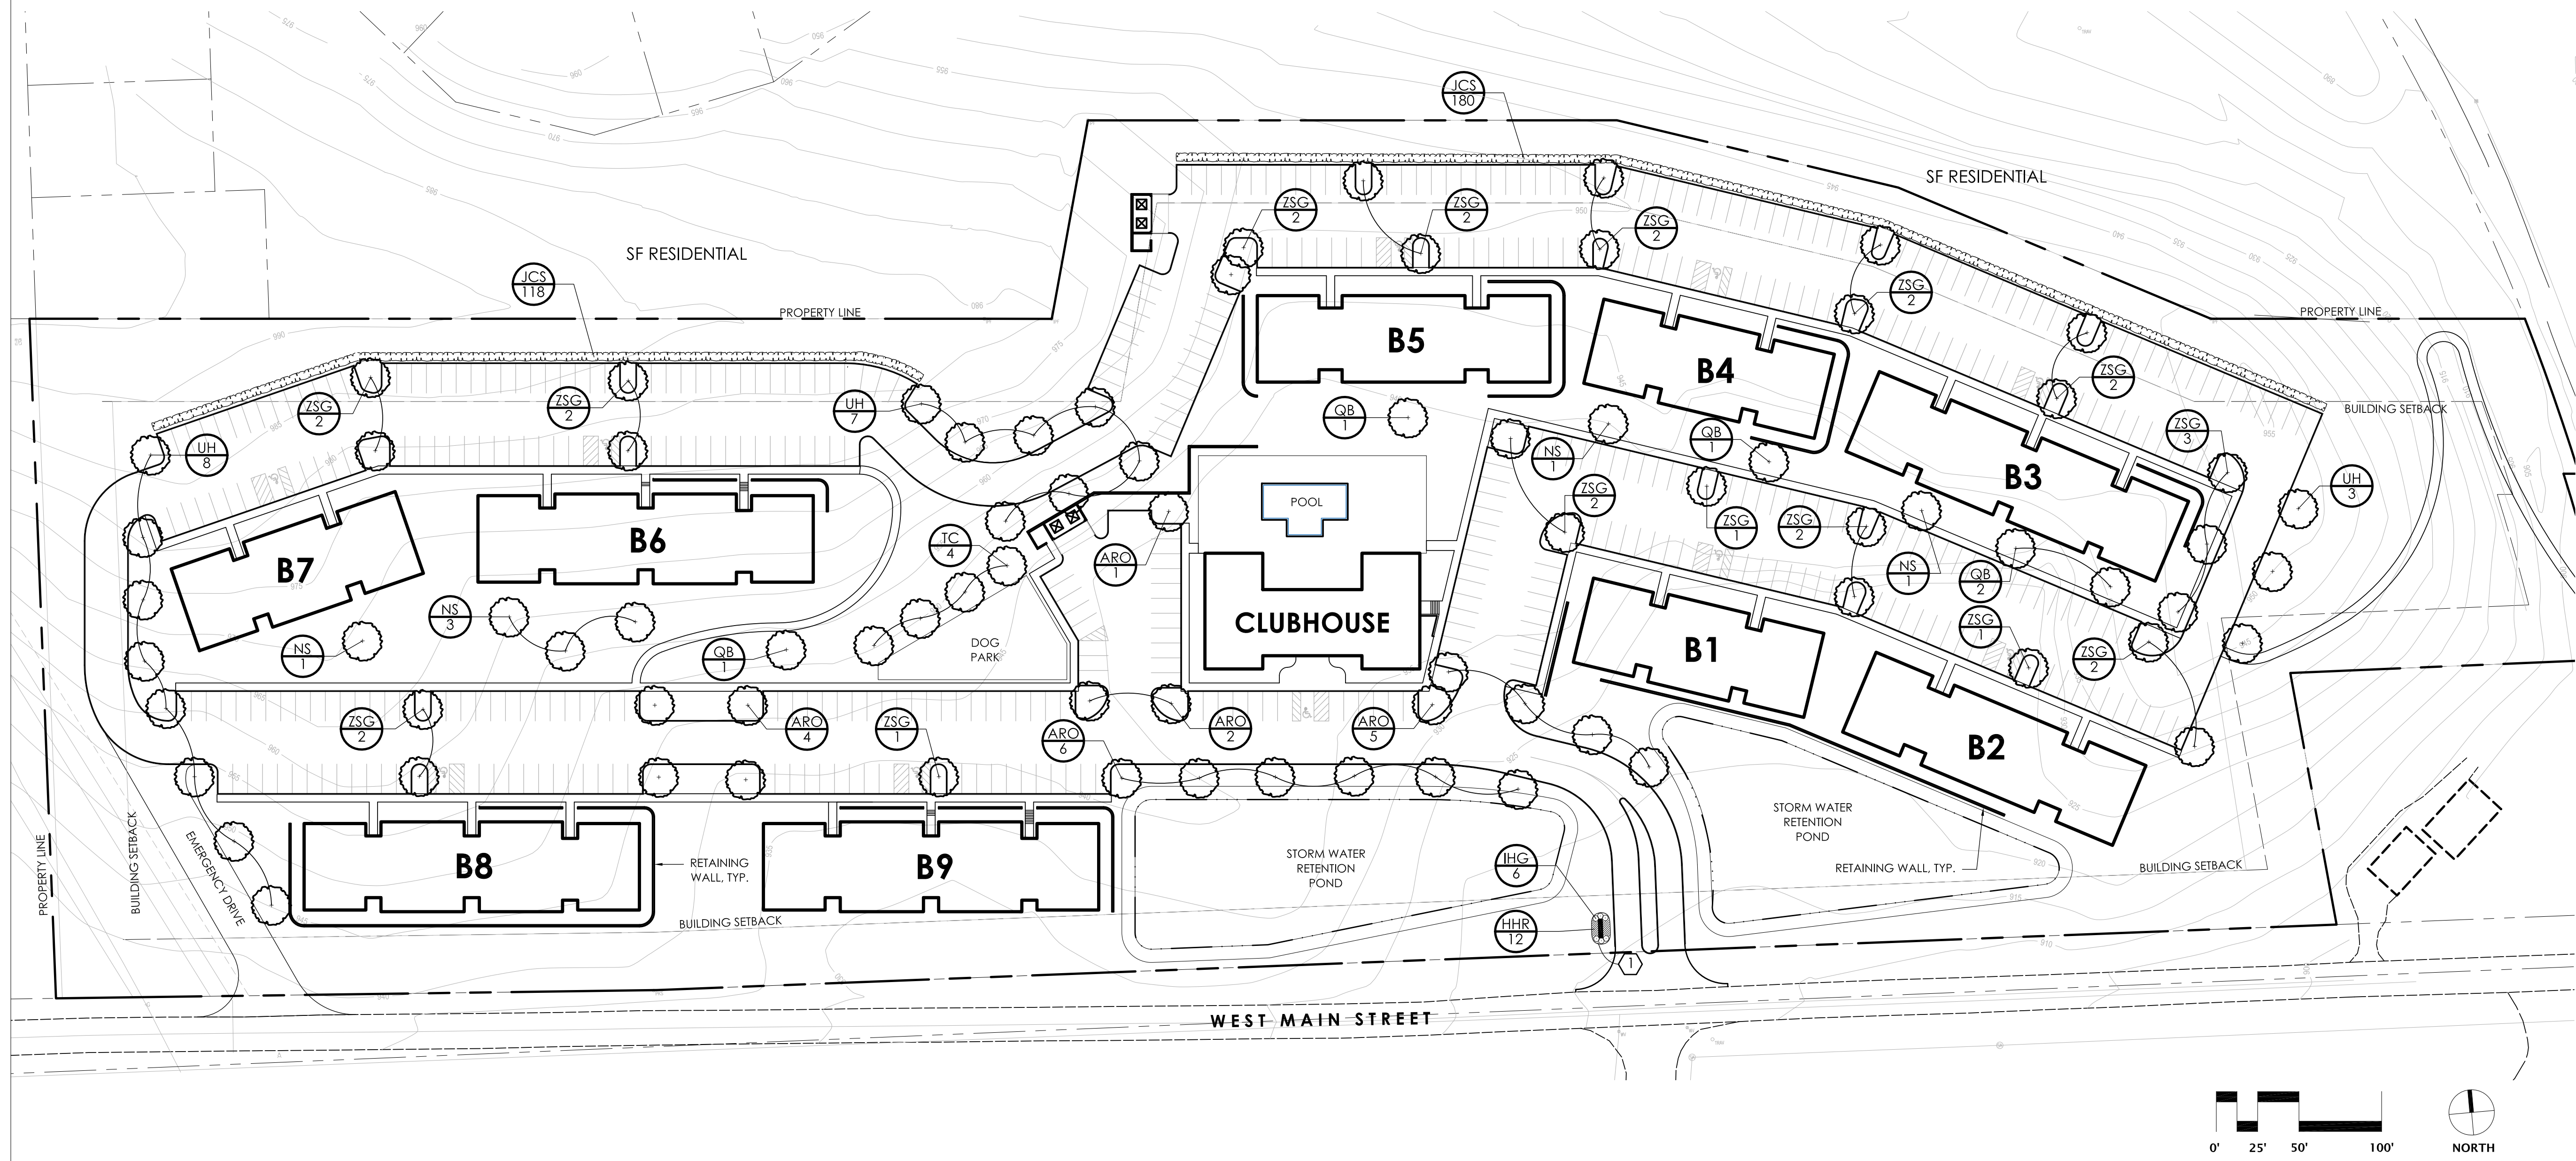 JCS
180
SF RESIDENTIAL
ZSG
2
ZSG
2
ZSG
2
SF RESIDENTIAL
JCS
118
ZSG
2
PROPERTY LINE
PROPERTY LINE
B5
B4
ZSG
2
BUILDING SETBACK
ZSG
2
ZSG
2
UH
7
QB
1
NS
1
QB
1
ZSG
3
UH
8
B3
UH
3
POOL
ZSG
2
ZSG
1
ZSG
2
B7
B6
TC
4
ARO
1
NS
1
QB
2
NS
3
CLUBHOUSE
B1
ZSG
1
ZSG
2
NS
1
QB
1
DOG
PARK
ZSG
2
ARO
4
ZSG
1
ARO
6
ARO
2
ARO
5
B2
STORM WATER
RETENTION
POND
PROPERTY LINE
BUILDING SETBACK
EMERGENCY DRIVE
B8
RETAINING
WALL, TYP.
B9
STORM WATER
RETENTION
POND
IHG
6
RETAINING WALL, TYP.
BUILDING SETBACK
BUILDING SETBACK
HHR
12
1
WEST MAIN STREET
0' 25' 50' 100'
NORTH